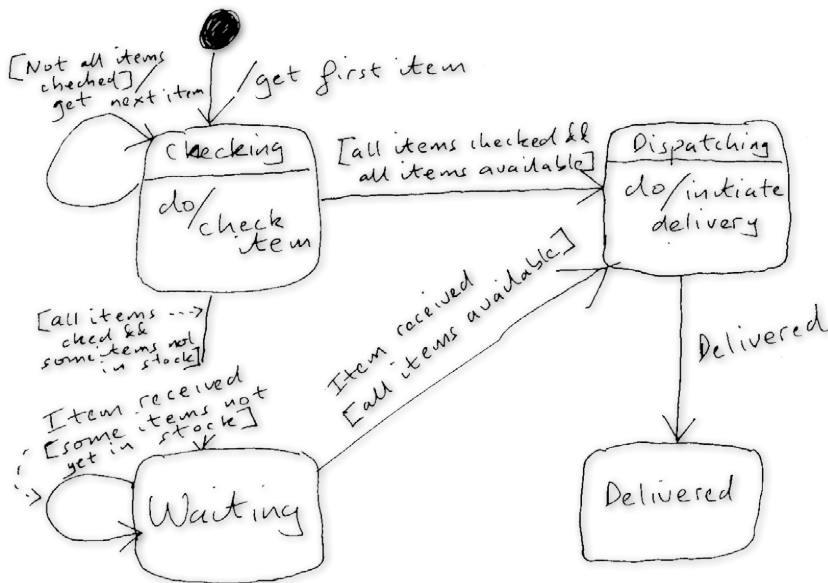 [Not all items
checked]/
get next item
/get first item
Checking
do/
check
item
[all items checked &&
all items available]
Dispatching
do/initiate
delivery
[all items
cked &&
some items not
in stock]
Item received
[some items not
yet in stock]
Item received
[all items available]
Delivered
Waiting
Delivered